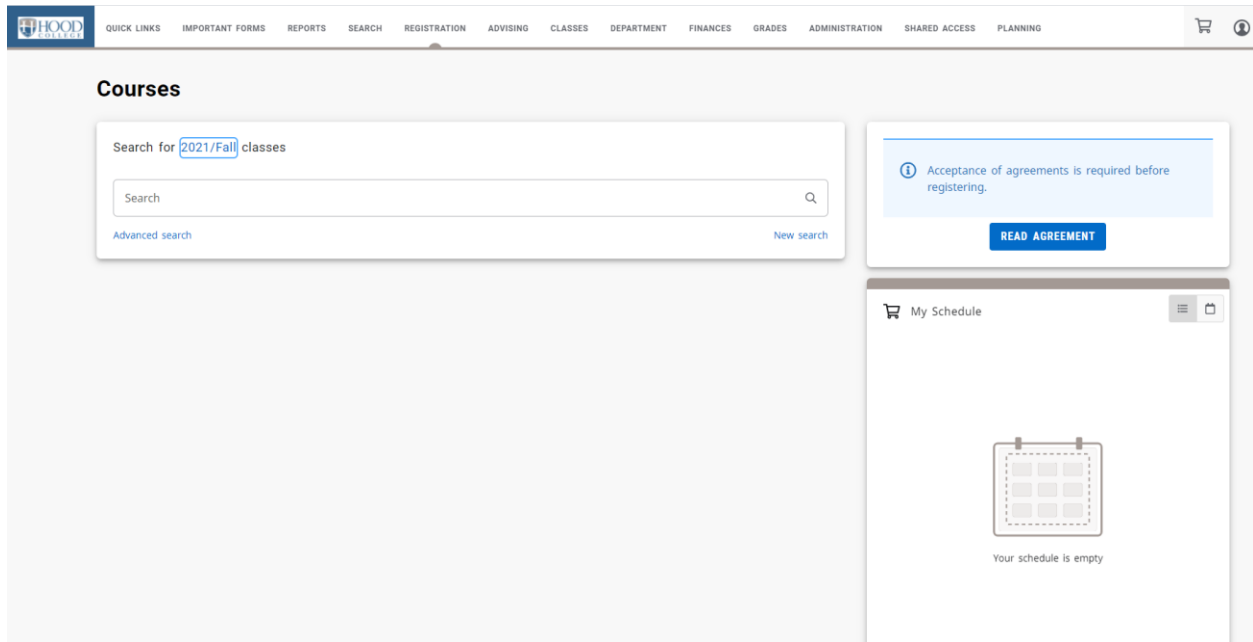 HOOD
COLLEGE
QUICK LINKS IMPORTANT FORMS REPORTS SEARCH REGISTRATION ADVISING CLASSES DEPARTMENT FINANCES GRADES ADMINISTRATION SHARED ACCESS PLANNING
Courses
Search for 2021/Fall classes
Search
Advanced search New search
Acceptance of agreements is required before
registering.
READ AGREEMENT
My Schedule
Your schedule is empty